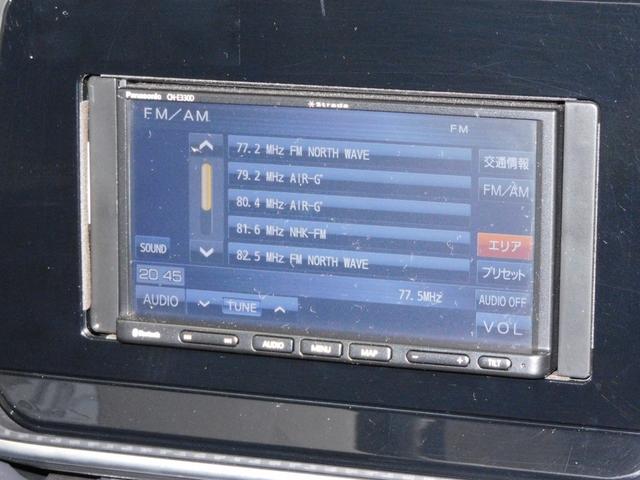 Panasonic CN-E330D
Strada
FM/AM
FM
77.2 MHz FM NORTH WAVE
79.2 MHz AIR-G'
80.4 MHz AIR-G'
81.6 MHz NHK-FM
82.5 MHz FM NORTH WAVE
交通情報
FM/AM
エリア
プリセット
AUDIO OFF
VOL
SOUND
20 45
AUDIO
TUNE
77.5MHz
Bluetooth
AUDIO
MENU
MAP
- +
TILT